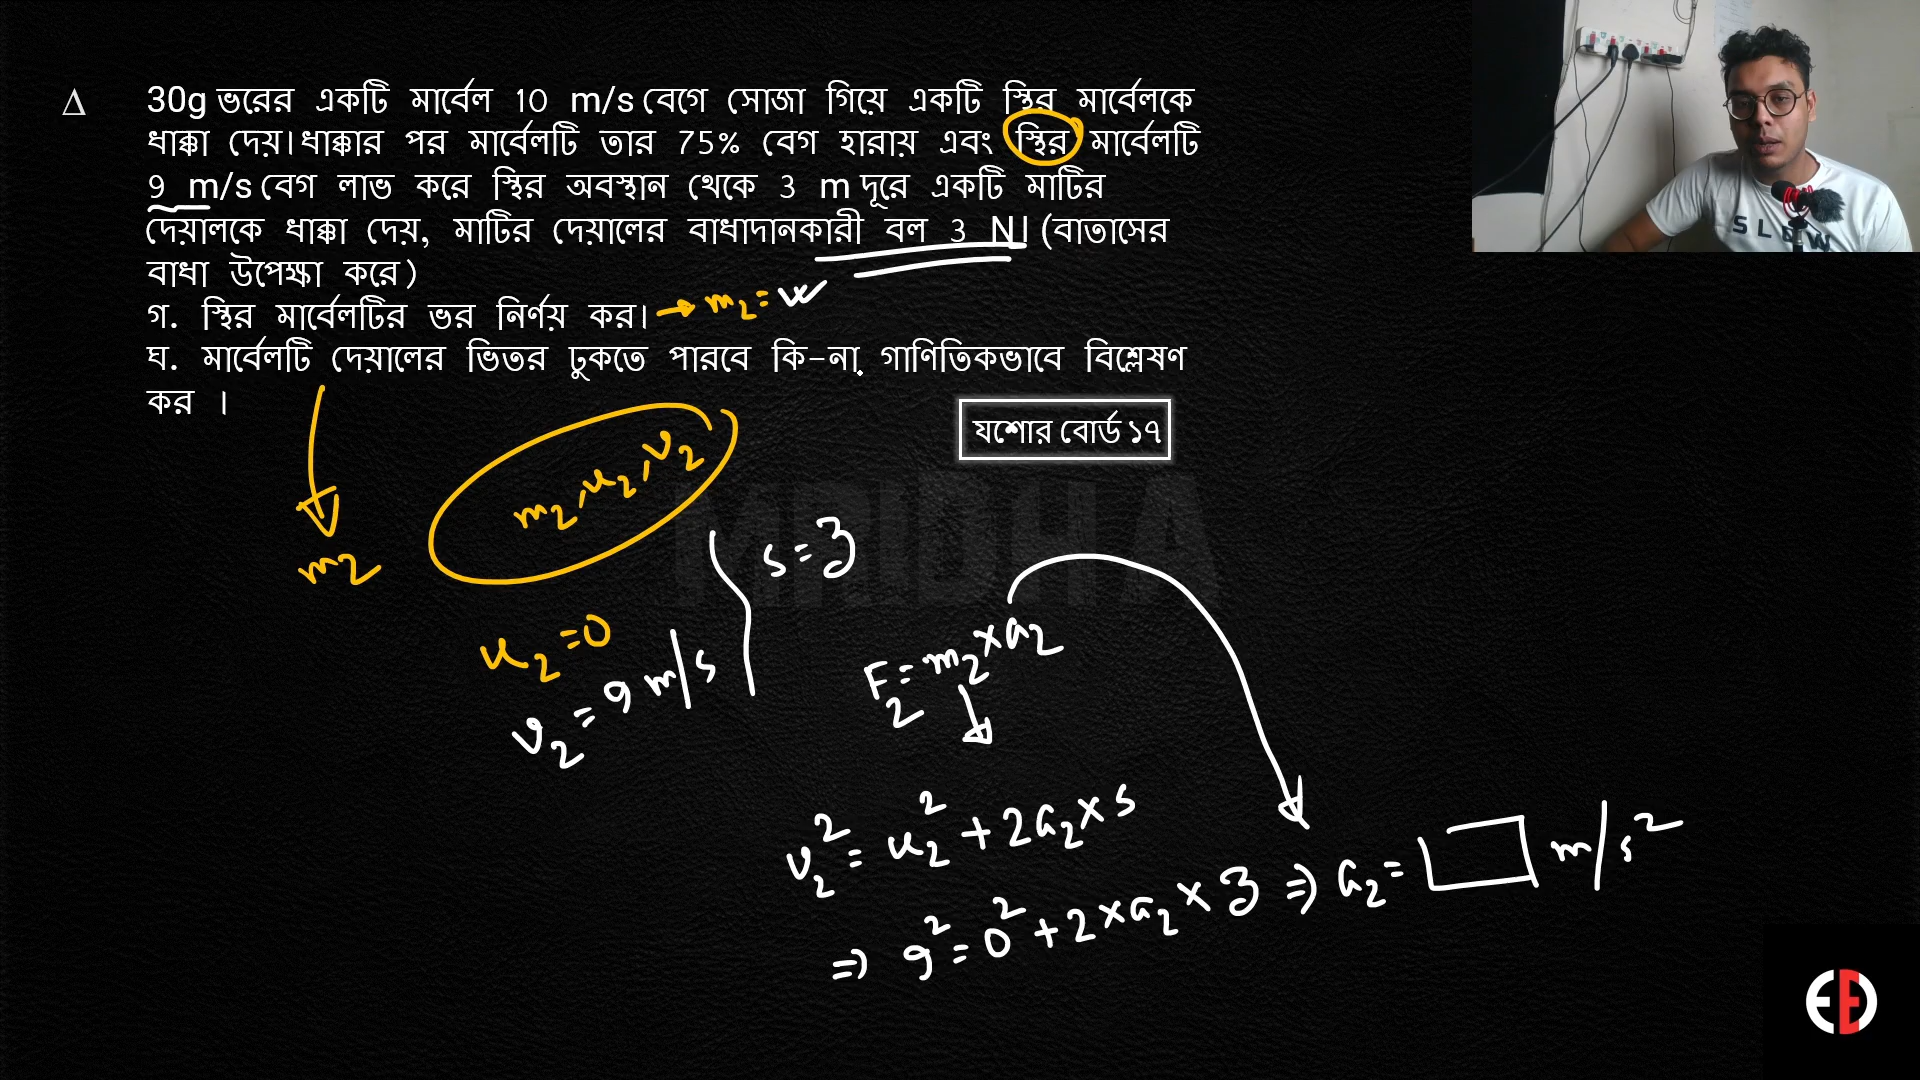 Δ 30g ভরের একটি মার্বেল 10 m/s বেগে সোজা গিয়ে একটি স্থির মার্বেলকে
ধাক্কা দেয়। ধাক্কার পর মার্বেলটি তার 75% বেগ হারায় এবং স্থির মার্বেলটি
9 m/s বেগ লাভ করে স্থির অবস্থান থেকে 3 m দূরে একটি মাটির
দেয়ালকে ধাক্কা দেয়, মাটির দেয়ালের বাধাদানকারী বল 3 N। (বাতাসের
বাধা উপেক্ষা করে)
গ. স্থির মার্বেলটির ভর নির্ণয় কর। → m₂ =
ঘ. মার্বেলটি দেয়ালের ভিতর ঢুকতে পারবে কি-না, গাণিতিকভাবে বিশ্লেষণ
কর ।
যশোর বোর্ড ১৭
m₂, u₂, v₂
m₂
s = 3
u₂ = 0
v₂ = 9 m/s
F₂ = m₂ × a₂
v₂² = u₂² + 2a₂ × s
⇒ 9² = 0² + 2 × a₂ × 3 ⇒ a₂ = □ m/s²
MRIDHA
SLOW